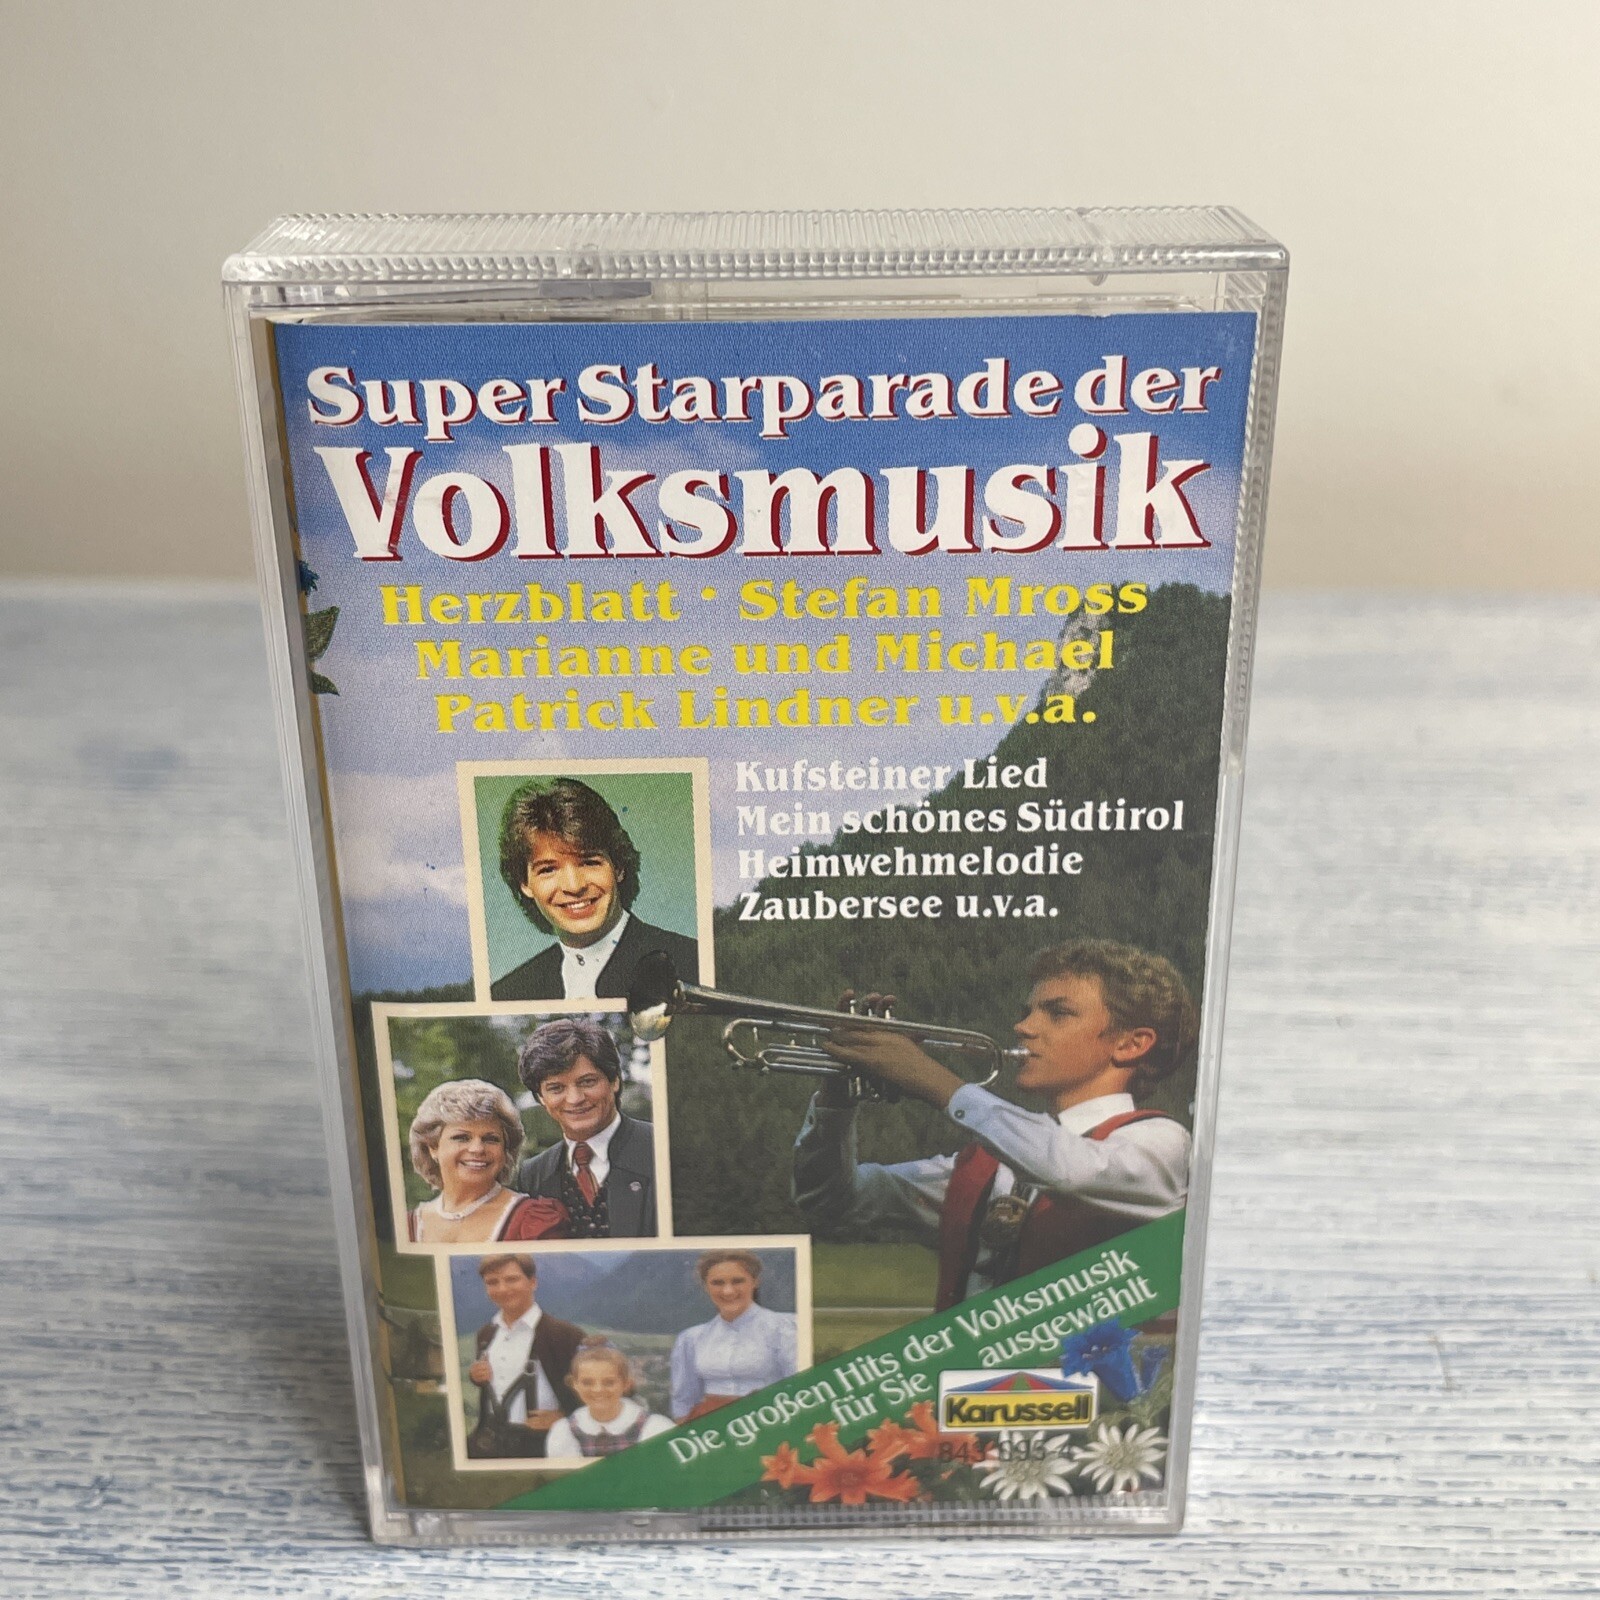 Super Starparade der
Volksmusik
Herzblatt · Stefan Mross
Marianne und Michael
Patrick Lindner u.v.a.
Kufsteiner Lied
Mein schönes Südtirol
Heimwehmelodie
Zaubersee u.v.a.
Die großen Hits der Volksmusik
für Sie ausgewählt
Karussell